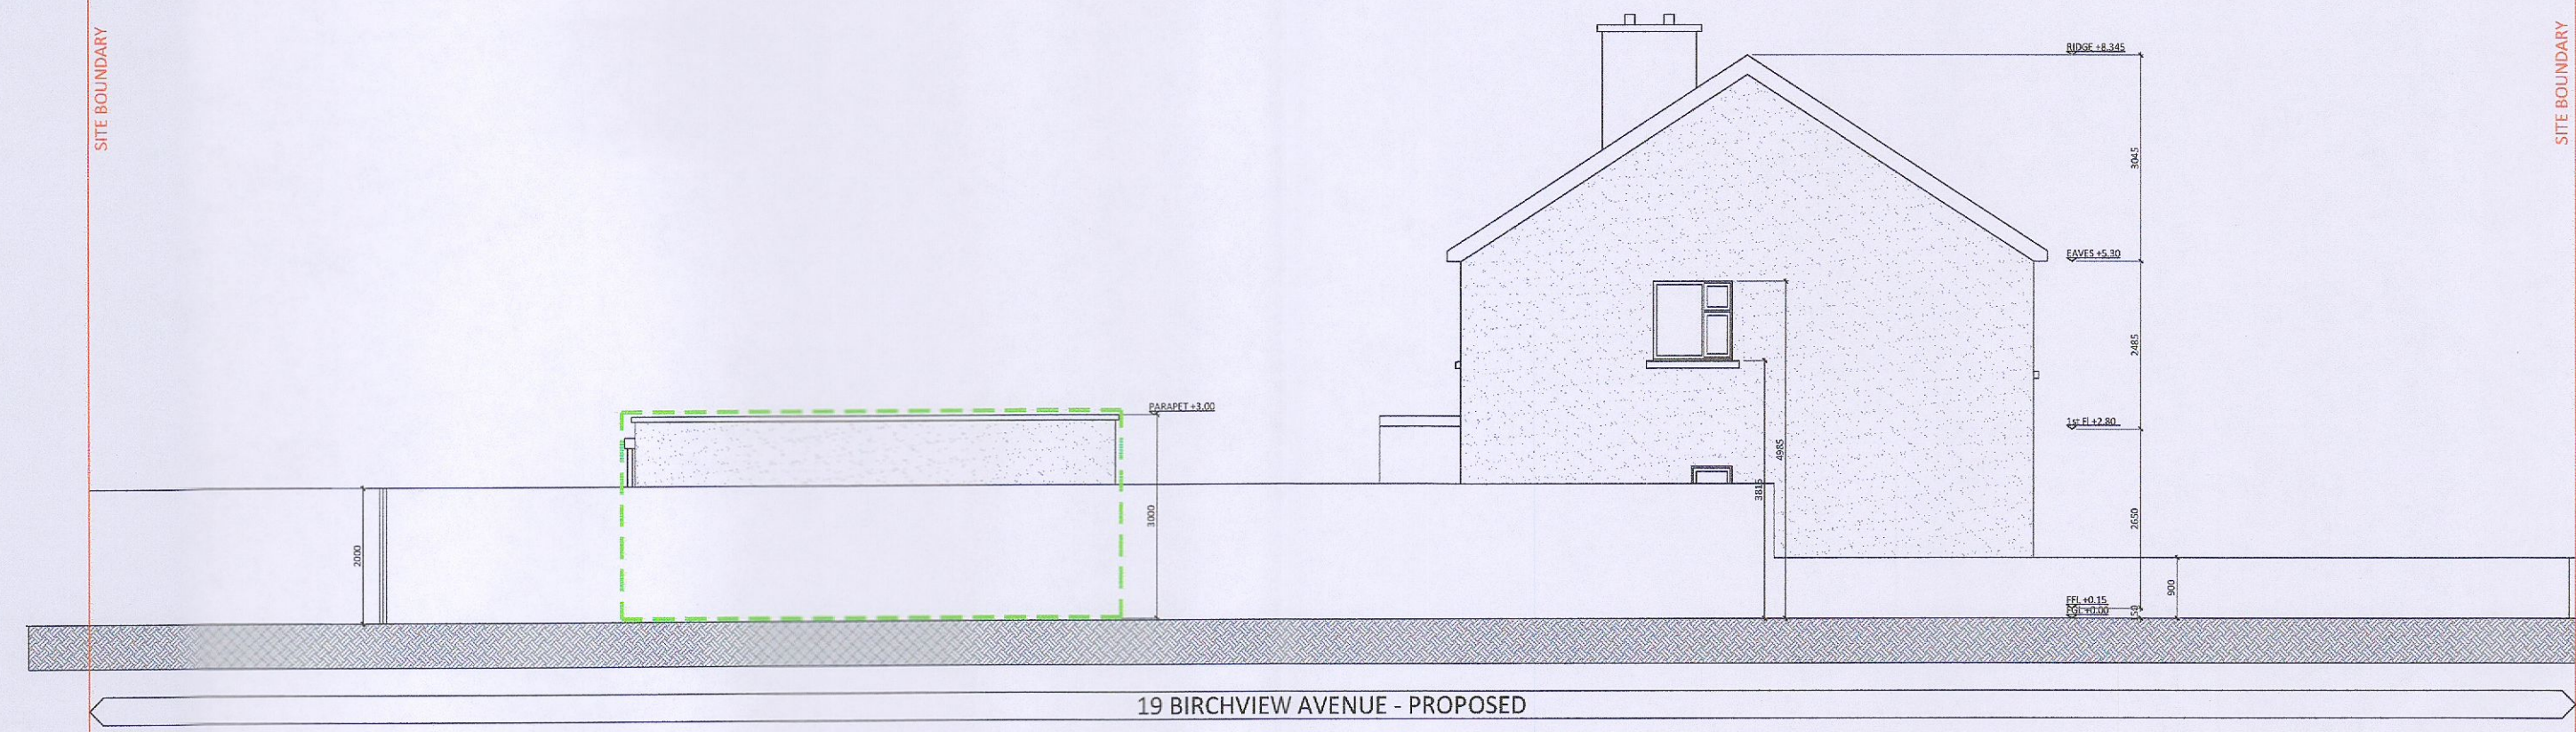 SITE BOUNDARY
SITE BOUNDARY
RIDGE +8.345
3045
EAVES +5.30
2485
1st Fl +2.80
PARAPET +3.00
4985
3815
3000
2650
2000
900
FFL +0.15
FGL +0.00
150
19 BIRCHVIEW AVENUE - PROPOSED